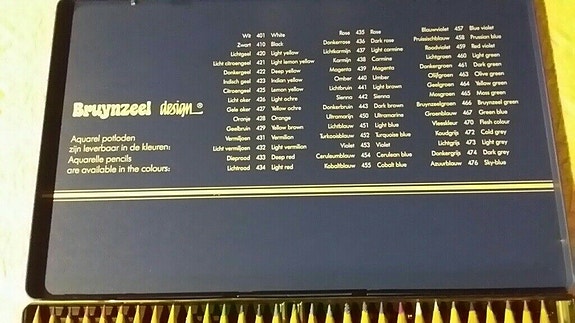 Bruynzeel design®
Aquarel potloden
zijn leverbaar in de kleuren:
Aquarelle pencils
are available in the colours:
Wit 401 White
Zwart 410 Black
Lichtgeel 420 Light yellow
Licht citroengeel 421 Light lemon yellow
Donkergeel 422 Deep yellow
Indisch geel 423 Indian yellow
Citroengeel 425 Lemon yellow
Licht oker 426 Light ochre
Gele oker 427 Yellow ochre
Oranje 428 Orange
Geelbruin 429 Yellow brown
Vermiljoen 431 Vermilion
Licht vermiljoen 432 Light vermilion
Dieprood 433 Deep red
Lichtrood 434 Light red
Rose 435 Rose
Donkerrose 436 Dark rose
Lichtkarmijn 437 Light carmine
Karmijn 438 Carmine
Magenta 439 Magenta
Omber 440 Umber
Lichtbruin 441 Light brown
Sienna 442 Sienna
Donkerbruin 443 Dark brown
Ultramarijn 450 Ultramarine
Lichtblauw 451 Light blue
Turkooisblauw 452 Turquoise blue
Violet 453 Violet
Ceruleumblauw 454 Cerulean blue
Kobaltblauw 455 Cobalt blue
Blauwviolet 457 Blue violet
Pruissischblauw 458 Prussian blue
Roodviolet 459 Red violet
Lichtgroen 460 Light green
Donkergroen 461 Dark green
Olijfgroen 463 Olive green
Geelgroen 464 Yellow green
Mosgroen 465 Moss green
Bruynzeelgroen 466 Bruynzeel green
Groenblauw 467 Green blue
Vleeskleur 470 Flesh colour
Koudgrijs 472 Cold grey
Lichtgrijs 473 Light grey
Donkergrijs 474 Dark grey
Azuurblauw 476 Sky-blue